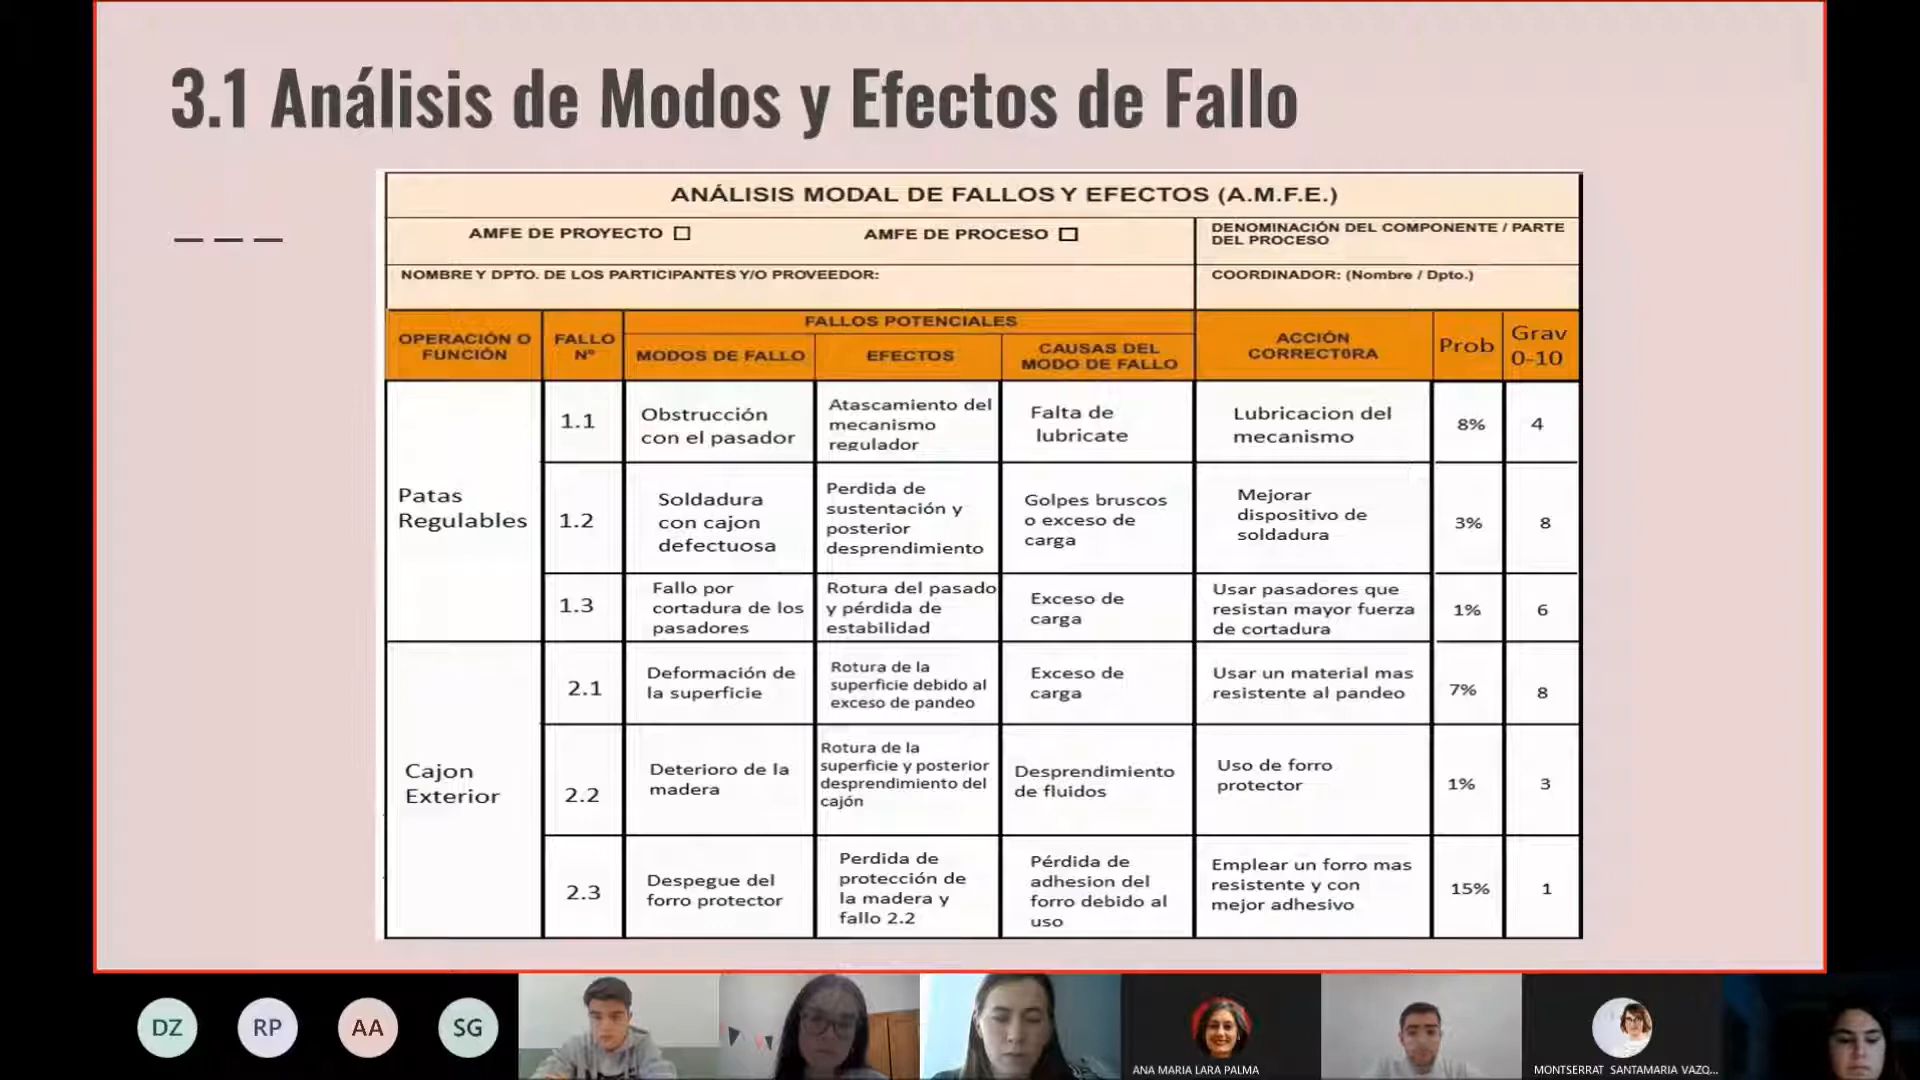 3.1 Análisis de Modos y Efectos de Fallo
ANÁLISIS MODAL DE FALLOS Y EFECTOS (A.M.F.E.)
AMFE DE PROYECTO
AMFE DE PROCESO
DENOMINACIÓN DEL COMPONENTE / PARTE
DEL PROCESO
NOMBRE Y DPTO. DE LOS PARTICIPANTES Y/O PROVEEDOR:
COORDINADOR: (Nombre / Dpto.)
OPERACIÓN O
FUNCIÓN
FALLO
Nº
FALLOS POTENCIALES
MODOS DE FALLO
EFECTOS
CAUSAS DEL
MODO DE FALLO
ACCIÓN
CORRECT0RA
Prob
Grav
0-10
Patas
Regulables
1.1
Obstrucción
con el pasador
Atascamiento del
mecanismo
regulador
Falta de
lubricate
Lubricacion del
mecanismo
8%
4
1.2
Soldadura
con cajon
defectuosa
Perdida de
sustentación y
posterior
desprendimiento
Golpes bruscos
o exceso de
carga
Mejorar
dispositivo de
soldadura
3%
8
1.3
Fallo por
cortadura de los
pasadores
Rotura del pasado
y pérdida de
estabilidad
Exceso de
carga
Usar pasadores que
resistan mayor fuerza
de cortadura
1%
6
Cajon
Exterior
2.1
Deformación de
la superficie
Rotura de la
superficie debido al
exceso de pandeo
Exceso de
carga
Usar un material mas
resistente al pandeo
7%
8
2.2
Deterioro de la
madera
Rotura de la
superficie y posterior
desprendimiento del
cajón
Desprendimiento
de fluidos
Uso de forro
protector
1%
3
2.3
Despegue del
forro protector
Perdida de
protección de
la madera y
fallo 2.2
Pérdida de
adhesion del
forro debido al
uso
Emplear un forro mas
resistente y con
mejor adhesivo
15%
1
DZ
RP
AA
SG
ANA MARIA LARA PALMA
MONTSERRAT SANTAMARIA VAZQ...